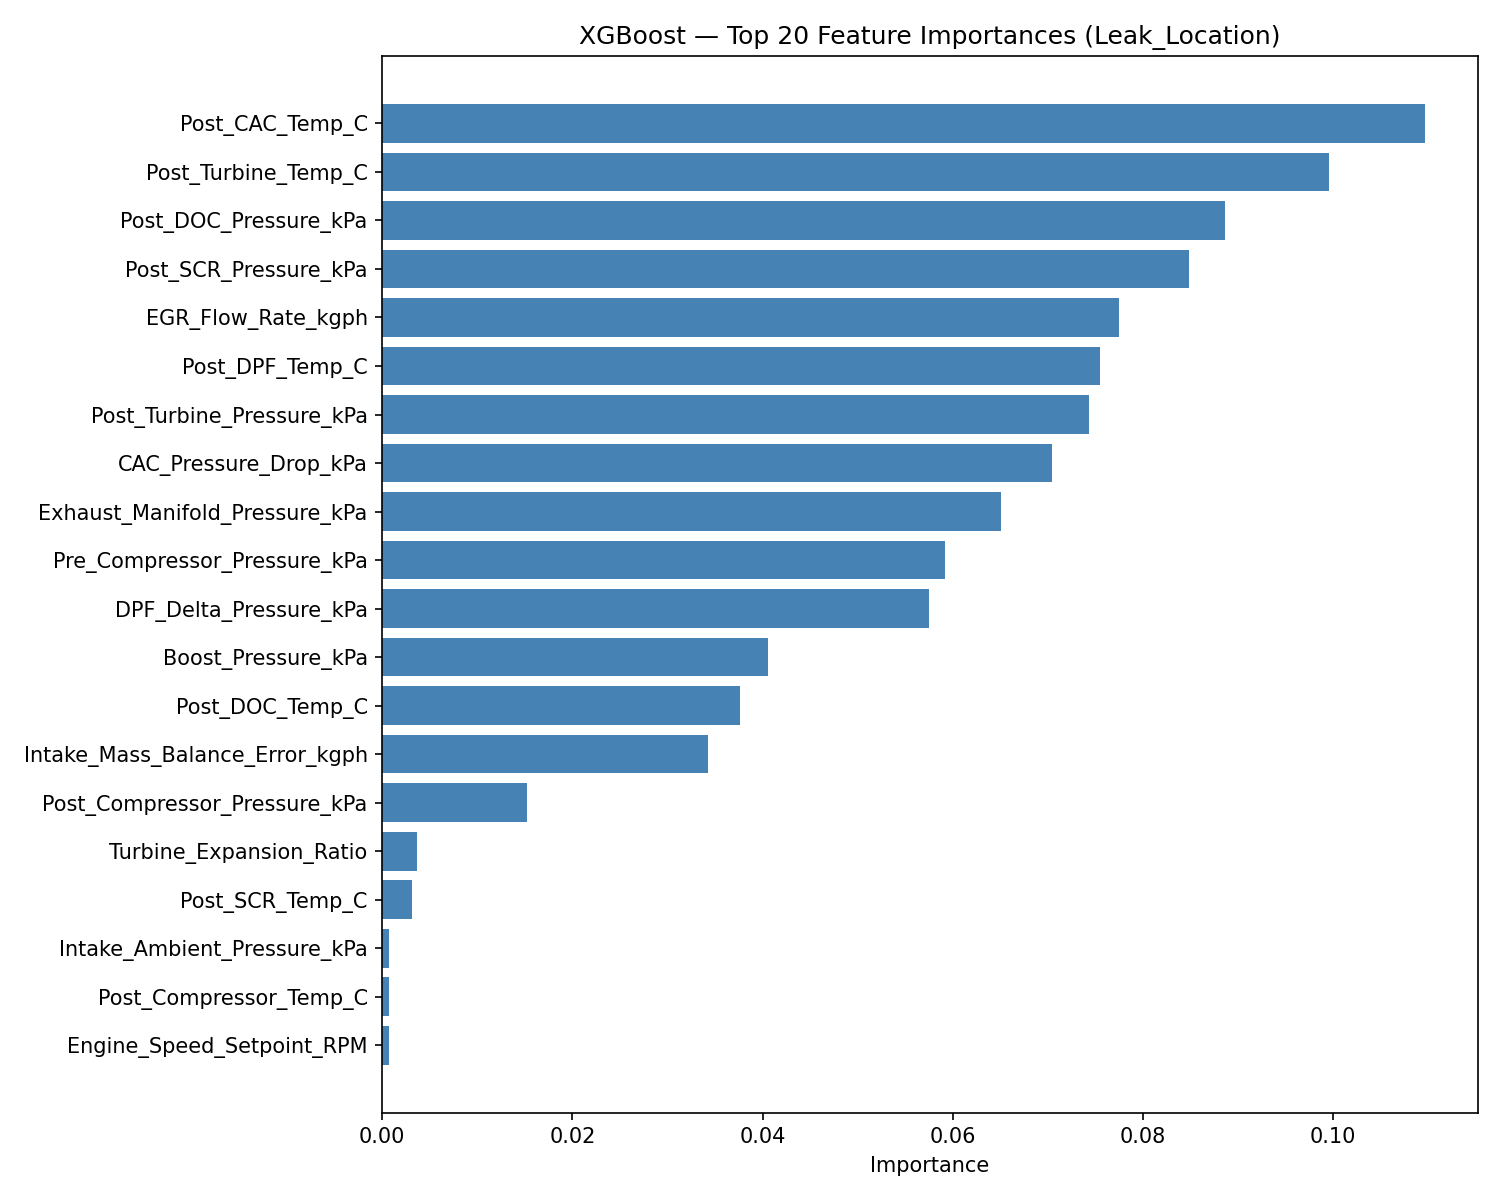 XGBoost — Top 20 Feature Importances (Leak_Location)
Post_CAC_Temp_C
Post_Turbine_Temp_C
Post_DOC_Pressure_kPa
Post_SCR_Pressure_kPa
EGR_Flow_Rate_kgph
Post_DPF_Temp_C
Post_Turbine_Pressure_kPa
CAC_Pressure_Drop_kPa
Exhaust_Manifold_Pressure_kPa
Pre_Compressor_Pressure_kPa
DPF_Delta_Pressure_kPa
Boost_Pressure_kPa
Post_DOC_Temp_C
Intake_Mass_Balance_Error_kgph
Post_Compressor_Pressure_kPa
Turbine_Expansion_Ratio
Post_SCR_Temp_C
Intake_Ambient_Pressure_kPa
Post_Compressor_Temp_C
Engine_Speed_Setpoint_RPM
0.00 0.02 0.04 0.06 0.08 0.10
Importance